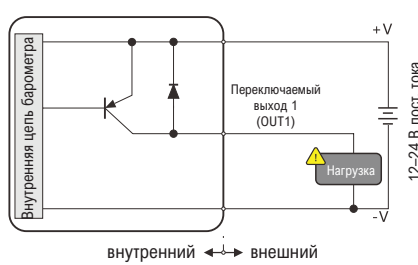 +V
Внутренняя цепь барометра
Переключаемый
выход 1
(OUT1)
12–24 В пост. тока
Нагрузка
-V
внутренний
внешний